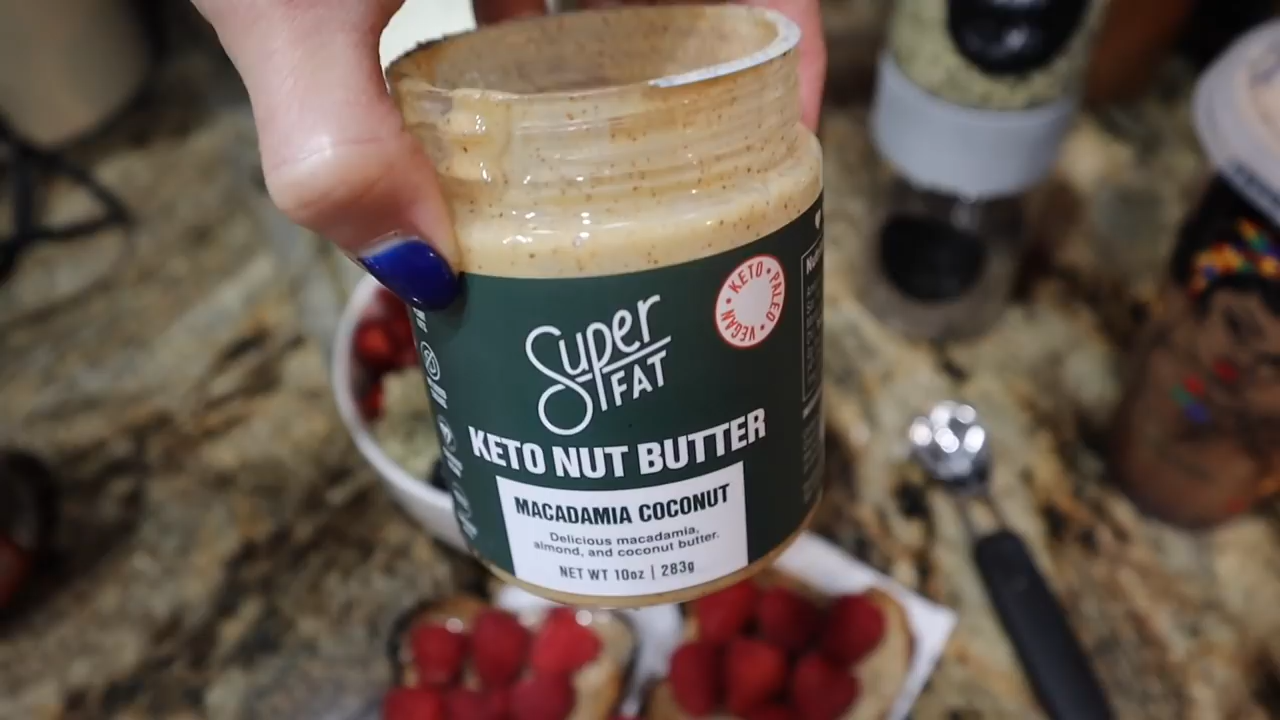 Super
FAT
KETO • PALEO • VEGAN •
KETO NUT BUTTER
MACADAMIA COCONUT
Delicious macadamia,
almond, and coconut butter.
NET WT 10oz | 283g